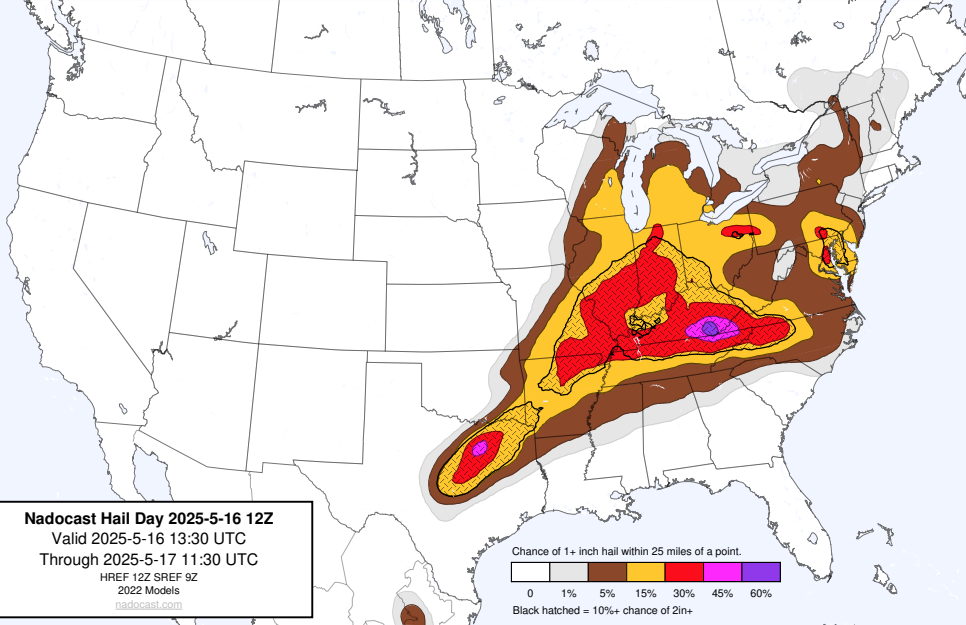 Nadocast Hail Day 2025-5-16 12Z
Valid 2025-5-16 13:30 UTC
Through 2025-5-17 11:30 UTC
HREF 12Z SREF 9Z
2022 Models
nadocast.com
Chance of 1+ inch hail within 25 miles of a point.
0 1% 5% 15% 30% 45% 60%
Black hatched = 10%+ chance of 2in+